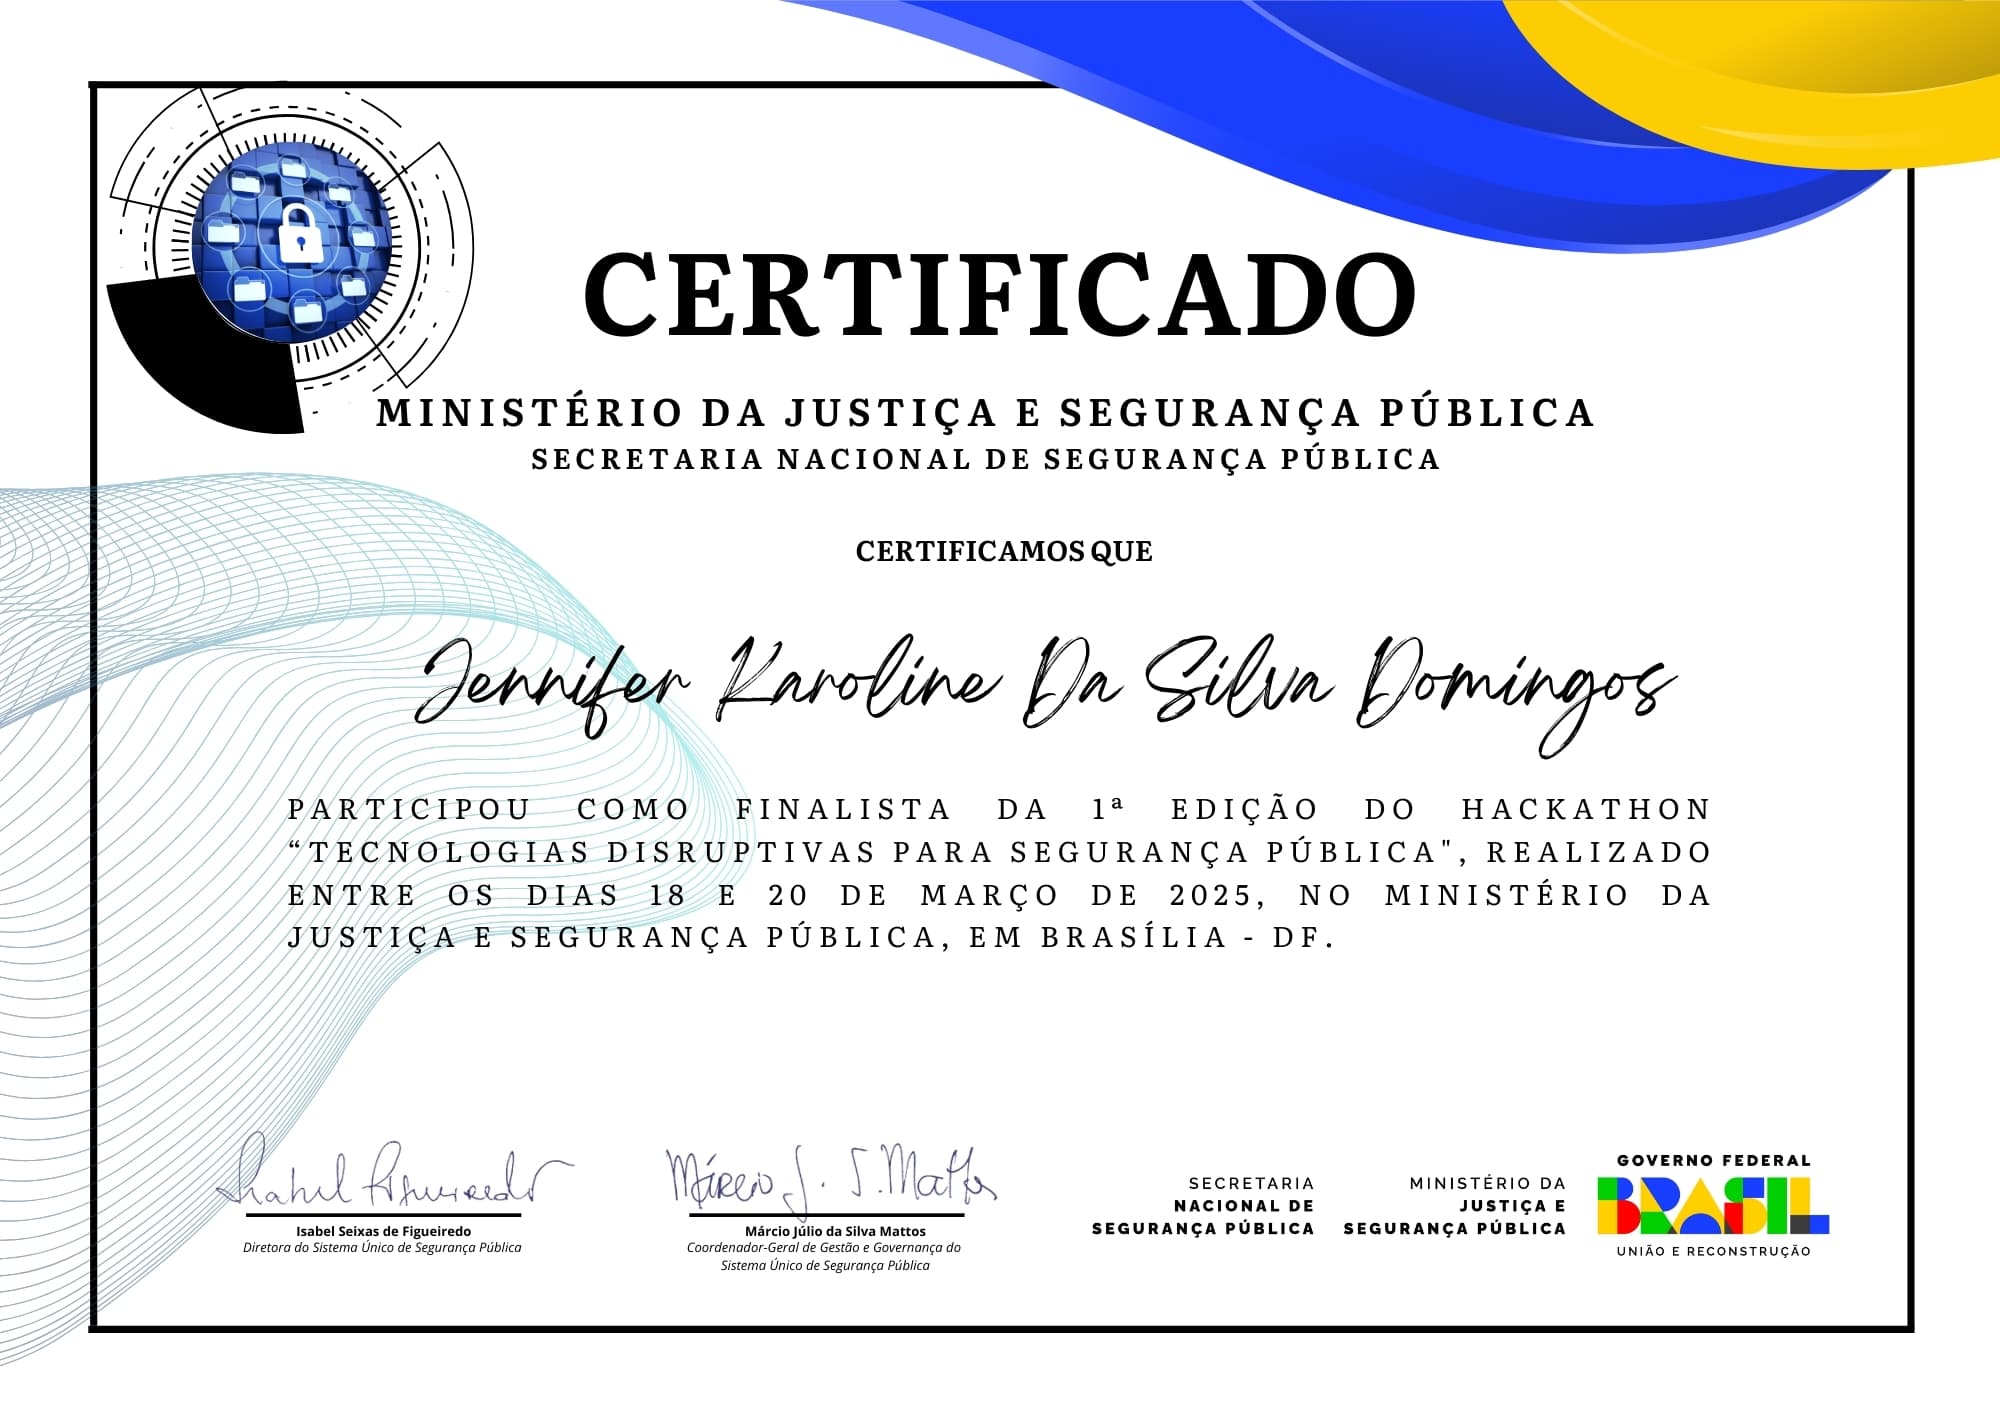 CERTIFICADO
MINISTÉRIO DA JUSTIÇA E SEGURANÇA PÚBLICA
SECRETARIA NACIONAL DE SEGURANÇA PÚBLICA
CERTIFICAMOS QUE
Jennifer Karoline Da Silva Domingos
PARTICIPOU COMO FINALISTA DA 1ª EDIÇÃO DO HACKATHON
“TECNOLOGIAS DISRUPTIVAS PARA SEGURANÇA PÚBLICA", REALIZADO
ENTRE OS DIAS 18 E 20 DE MARÇO DE 2025, NO MINISTÉRIO DA
JUSTIÇA E SEGURANÇA PÚBLICA, EM BRASÍLIA - DF.
Isabel Figueiredo
Isabel Seixas de Figueiredo
Diretora do Sistema Único de Segurança Pública
Márcio J. S. Mattos
Márcio Júlio da Silva Mattos
Coordenador-Geral de Gestão e Governança do
Sistema Único de Segurança Pública
SECRETARIA
NACIONAL DE
SEGURANÇA PÚBLICA
MINISTÉRIO DA
JUSTIÇA E
SEGURANÇA PÚBLICA
GOVERNO FEDERAL
BRASIL
UNIÃO E RECONSTRUÇÃO